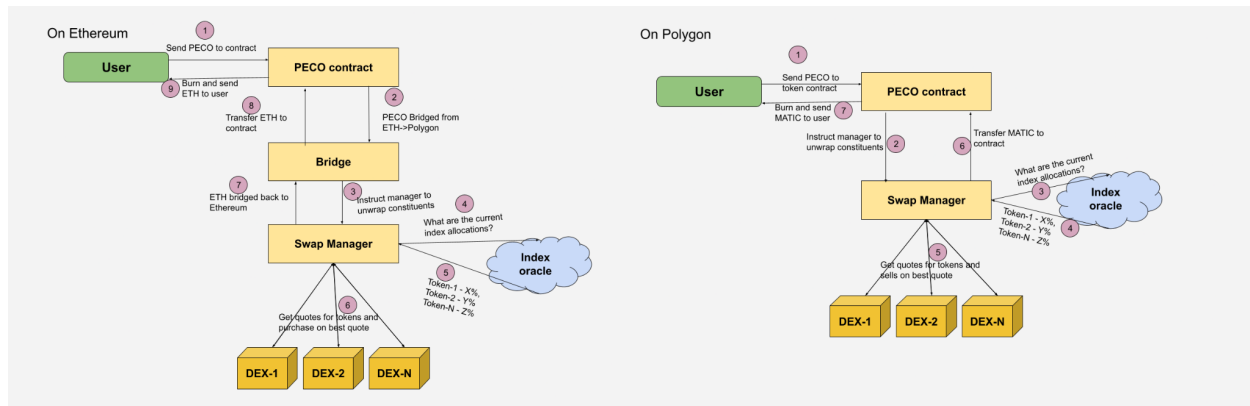 On Ethereum
1
Send PECO to contract
User
PECO contract
9
Burn and send
ETH to user
8
Transfer ETH to
contract
2
PECO Bridged from
ETH->Polygon
Bridge
7
ETH bridged back to
Ethereum
3
Instruct manager to
unwrap constituents
4
What are the current
index allocations?
Swap Manager
Index
oracle
5
Token-1 - X%,
Token-2 - Y%
Token-N - Z%
6
Get quotes for tokens and
purchase on best quote
DEX-1
DEX-2
DEX-N
On Polygon
1
Send PECO to
token contract
User
PECO contract
Burn and send
MATIC to user
7
Instruct manager to
unwrap constituents
2
6
Transfer MATIC to
contract
What are the current
index allocations?
3
Swap Manager
Index
oracle
Token-1 - X%,
Token-2 - Y%
Token-N - Z%
4
5
Get quotes for tokens and
sells on best quote
DEX-1
DEX-2
DEX-N